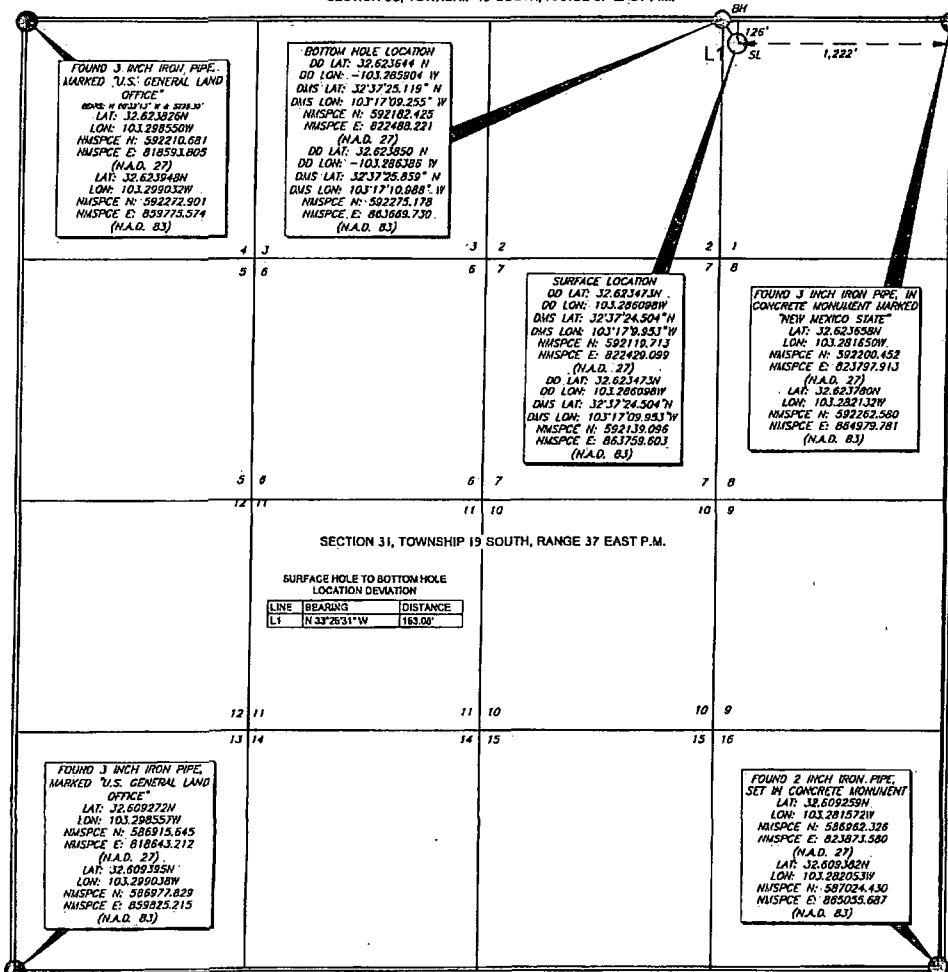 BH
126'
L1
SL
1,222'
FOUND 3 INCH IRON PIPE,
MARKED "U.S. GENERAL LAND
OFFICE"
LAT: 32.623826N
LON: 103.298550W
NMSPCE N: 592210.681
NMSPCE E: 818593.805
(N.A.D. 27)
LAT: 32.623948N
LON: 103.299032W
NMSPCE N: 592272.901
NMSPCE E: 859775.574
(N.A.D. 83)
BOTTOM HOLE LOCATION
DD LAT: 32.623644 N
DD LON: -103.285904 W
DMS LAT: 32°37'25.119" N
DMS LON: 103°17'09.255" W
NMSPCE N: 592182.425
NMSPCE E: 822488.221
(N.A.D. 27)
DD LAT: 32.623850 N
DD LON: -103.286386 W
DMS LAT: 32°37'25.859" N
DMS LON: 103°17'10.988" W
NMSPCE N: 592275.178
NMSPCE E: 863669.730
(N.A.D. 83)
4 3
3 2
2 1
5 6
6 7
7 8
SURFACE LOCATION
DD LAT: 32.623473N
DD LON: 103.286098W
DMS LAT: 32°37'24.504"N
DMS LON: 103°17'9.953"W
NMSPCE N: 592119.713
NMSPCE E: 822429.099
(N.A.D. 27)
DD LAT: 32.623473N
DD LON: 103.286098W
DMS LAT: 32°37'24.504"N
DMS LON: 103°17'09.953"W
NMSPCE N: 592139.096
NMSPCE E: 863759.603
(N.A.D. 83)
FOUND 3 INCH IRON PIPE, IN
CONCRETE MONUMENT MARKED
"NEW MEXICO STATE"
LAT: 32.623658N
LON: 103.281650W
NMSPCE N: 592200.452
NMSPCE E: 823797.913
(N.A.D. 27)
LAT: 32.623780N
LON: 103.282132W
NMSPCE N: 592262.580
NMSPCE E: 864979.781
(N.A.D. 83)
5 6
6 7
7 8
12 11
11 10
10 9
SECTION 31, TOWNSHIP 19 SOUTH, RANGE 37 EAST P.M.
SURFACE HOLE TO BOTTOM HOLE
LOCATION DEVIATION
LINE BEARING DISTANCE
L1 N 33°26'31" W 163.00'
12 11
11 10
10 9
13 14
14 15
15 16
FOUND 3 INCH IRON PIPE,
MARKED "U.S. GENERAL LAND
OFFICE"
LAT: 32.609272N
LON: 103.298557W
NMSPCE N: 586915.645
NMSPCE E: 818643.212
(N.A.D. 27)
LAT: 32.609395N
LON: 103.299038W
NMSPCE N: 586977.829
NMSPCE E: 859825.215
(N.A.D. 83)
FOUND 2 INCH IRON PIPE,
SET IN CONCRETE MONUMENT
LAT: 32.609259N
LON: 103.281572W
NMSPCE N: 586962.326
NMSPCE E: 823873.580
(N.A.D. 27)
LAT: 32.609382N
LON: 103.282053W
NMSPCE N: 587024.430
NMSPCE E: 865055.687
(N.A.D. 83)